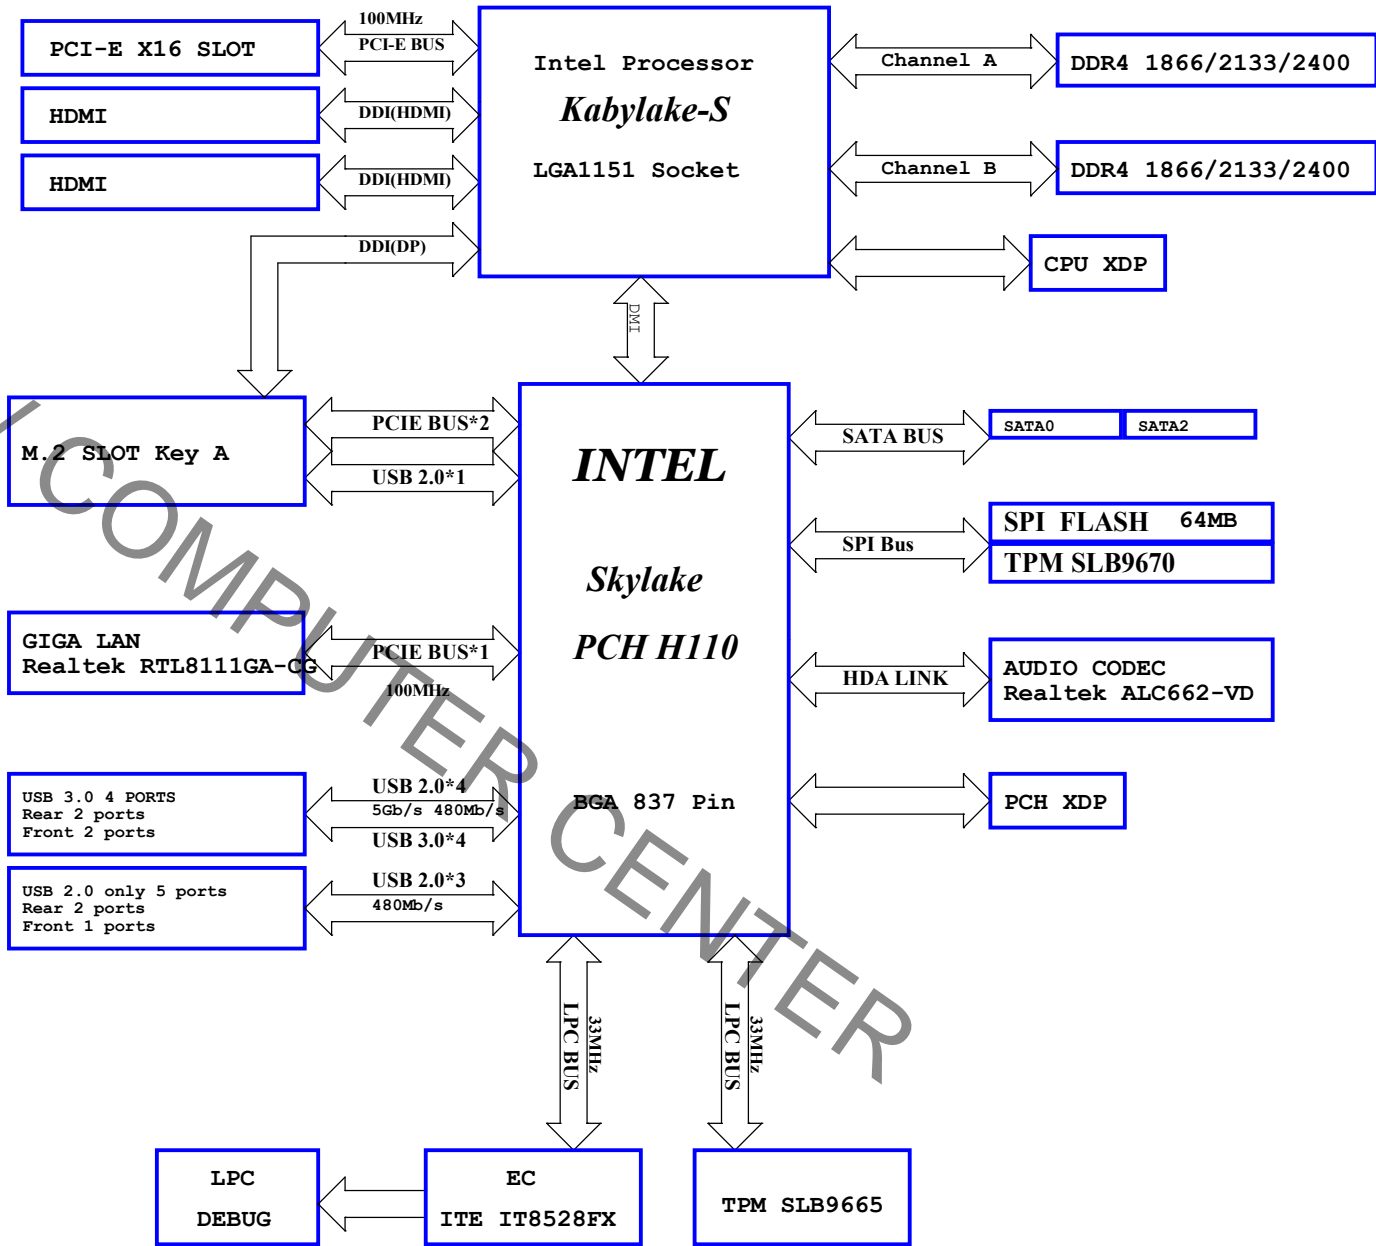 100MHz
PCI-E X16 SLOT
PCI-E BUS
HDMI
DDI(HDMI)
HDMI
DDI(HDMI)
DDI(DP)
Intel Processor
Kabylake-S
LGA1151 Socket
Channel A
DDR4 1866/2133/2400
Channel B
DDR4 1866/2133/2400
CPU XDP
DMI
M.2 SLOT Key A
PCIE BUS*2
USB 2.0*1
GIGA LAN
Realtek RTL8111GA-CG
PCIE BUS*1
100MHz
USB 3.0 4 PORTS
Rear 2 ports
Front 2 ports
USB 2.0*4
5Gb/s 480Mb/s
USB 3.0*4
USB 2.0 only 5 ports
Rear 2 ports
Front 1 ports
USB 2.0*3
480Mb/s
INTEL
Skylake
PCH H110
BGA 837 Pin
SATA BUS
SATA0
SATA2
SPI Bus
SPI FLASH 64MB
TPM SLB9670
HDA LINK
AUDIO CODEC
Realtek ALC662-VD
PCH XDP
LPC BUS
33MHz
LPC BUS
33MHz
LPC
DEBUG
EC
ITE IT8528FX
TPM SLB9665
COMPUTER CENTER